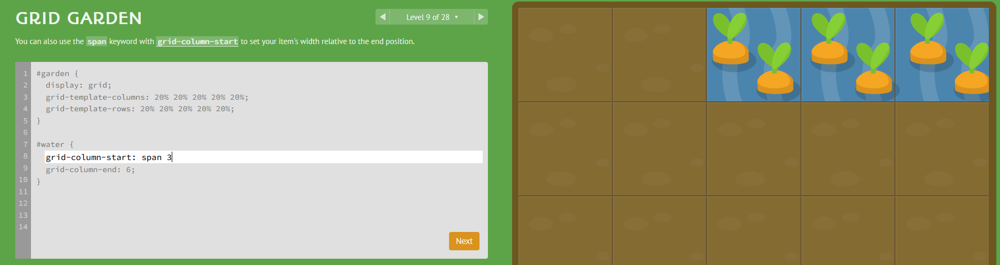 GRID GARDEN
◀ Level 9 of 28 ▾ ▶
You can also use the span keyword with grid-column-start to set your item's width relative to the end position.
1 #garden {
2 display: grid;
3 grid-template-columns: 20% 20% 20% 20% 20%;
4 grid-template-rows: 20% 20% 20% 20% 20%;
5 }
6
7 #water {
8 grid-column-start: span 3
9 grid-column-end: 6;
10 }
11
12
13
14
Next